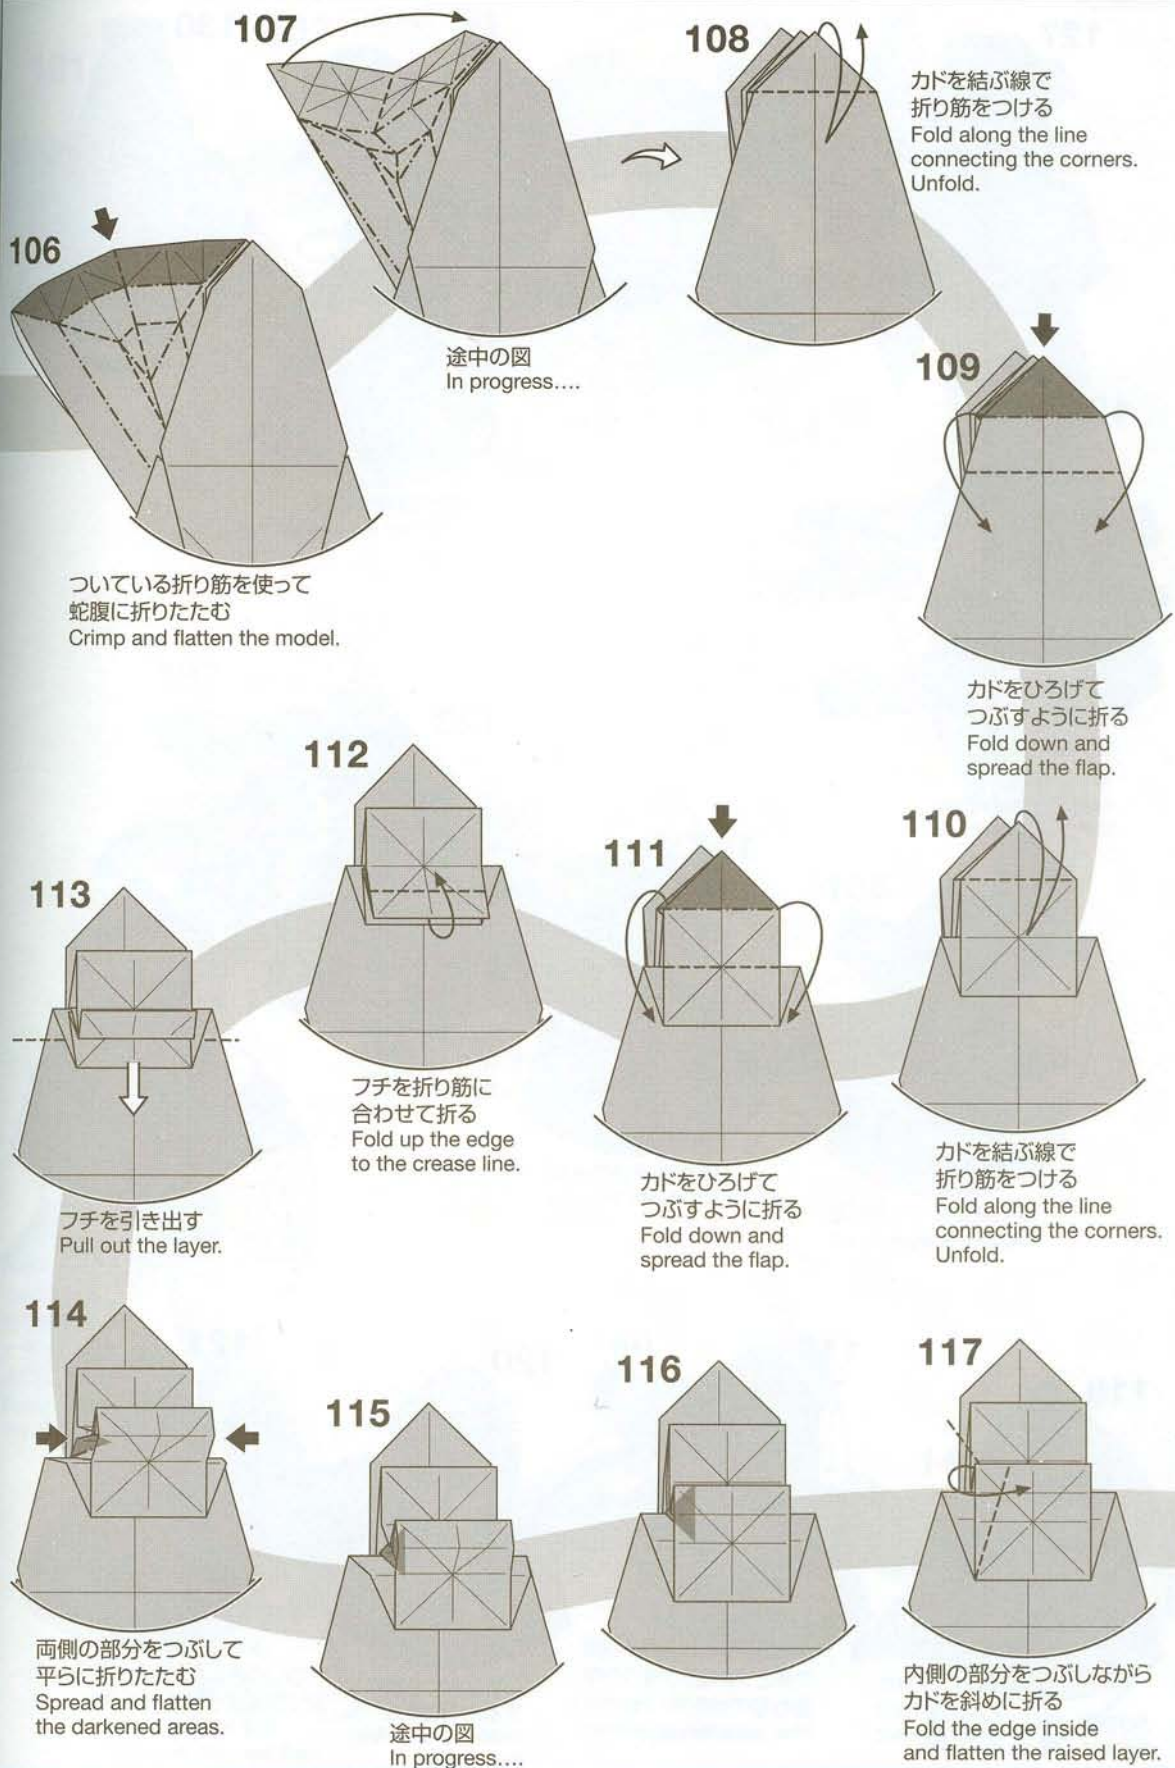 106
ついている折り筋を使って
蛇腹に折りたたむ
Crimp and flatten the model.
107
途中の図
In progress....
108
カドを結ぶ線で
折り筋をつける
Fold along the line
connecting the corners.
Unfold.
109
カドをひろげて
つぶすように折る
Fold down and
spread the flap.
110
カドを結ぶ線で
折り筋をつける
Fold along the line
connecting the corners.
Unfold.
111
カドをひろげて
つぶすように折る
Fold down and
spread the flap.
112
フチを折り筋に
合わせて折る
Fold up the edge
to the crease line.
113
フチを引き出す
Pull out the layer.
114
両側の部分をつぶして
平らに折りたたむ
Spread and flatten
the darkened areas.
115
途中の図
In progress....
116
117
内側の部分をつぶしながら
カドを斜めに折る
Fold the edge inside
and flatten the raised layer.